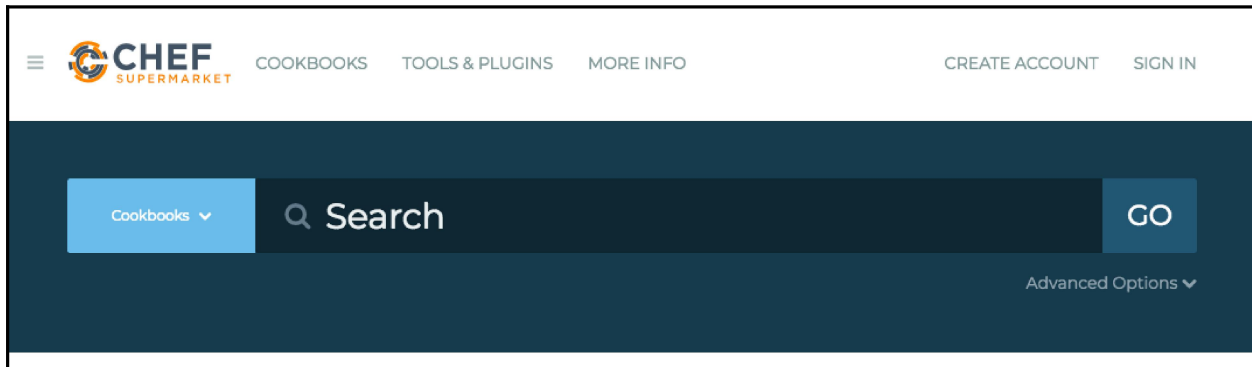 CHEF
SUPERMARKET
COOKBOOKS TOOLS & PLUGINS MORE INFO CREATE ACCOUNT SIGN IN
Cookbooks Search GO
Advanced Options